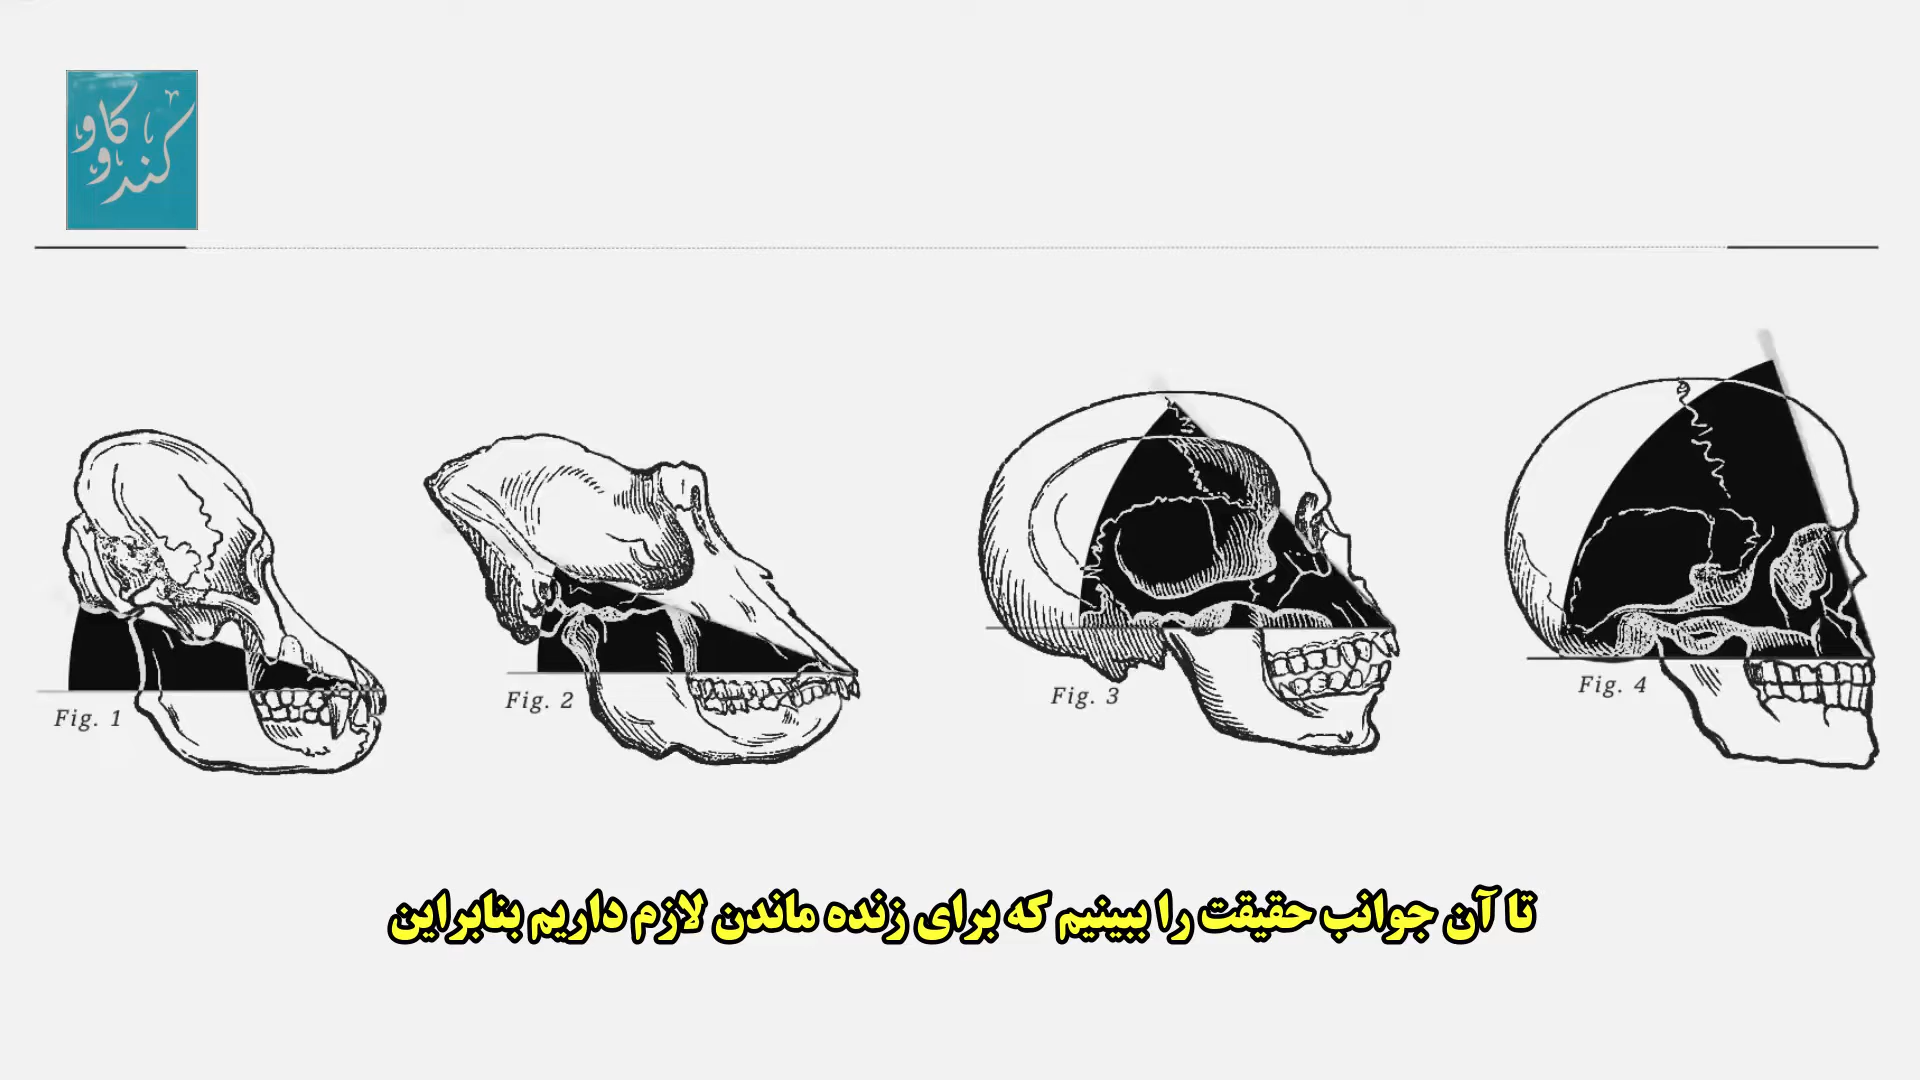 کندوکاو
Fig. 1
Fig. 2
Fig. 3
Fig. 4
تا آن جوانب حقیقت را ببینیم که برای زنده ماندن لازم داریم بنابراین